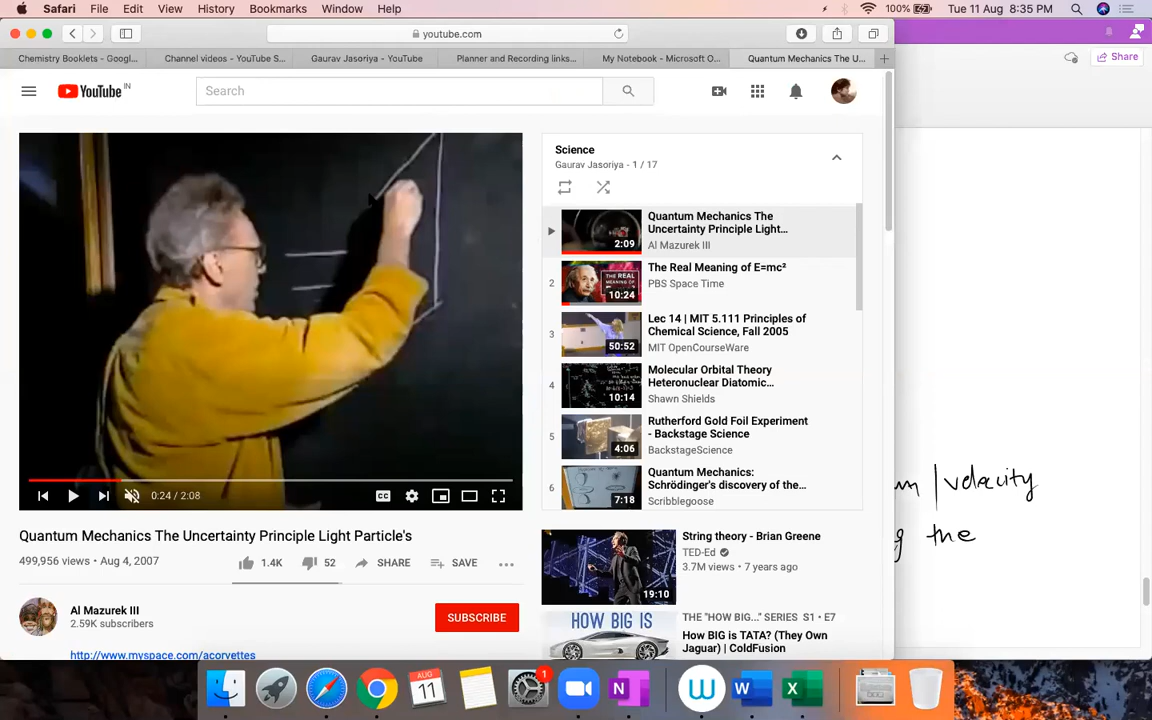 Safari File Edit View History Bookmarks Window Help 100% Tue 11 Aug 8:35 PM
youtube.com
Chemistry Booklets - Googl... Channel videos - YouTube S... Gaurav Jasoriya - YouTube Planner and Recording links... My Notebook - Microsoft O... Quantum Mechanics The U... +
Share
YouTube IN Search
Science
Gaurav Jasoriya - 1 / 17
Quantum Mechanics The
Uncertainty Principle Light...
Al Mazurek III
2:09
2 The Real Meaning of E=mc²
PBS Space Time
THE REAL
MEANING OF
10:24
3 Lec 14 | MIT 5.111 Principles of
Chemical Science, Fall 2005
MIT OpenCourseWare
50:52
4 Molecular Orbital Theory
Heteronuclear Diatomic...
Shawn Shields
10:14
5 Rutherford Gold Foil Experiment
- Backstage Science
BackstageScience
4:06
6 Quantum Mechanics:
Schrödinger's discovery of the...
Scribblegoose
7:18
0:24 / 2:08 CC
Quantum Mechanics The Uncertainty Principle Light Particle's
499,956 views • Aug 4, 2007 1.4K 52 SHARE SAVE
Al Mazurek III
2.59K subscribers
SUBSCRIBE
http://www.myspace.com/acorvettes
String theory - Brian Greene
TED-Ed
3.7M views • 7 years ago
19:10
HOW BIG IS
THE "HOW BIG..." SERIES S1 • E7
How BIG is TATA? (They Own
Jaguar) | ColdFusion
m | velocity
g the
AUG
11
1
N
W
X